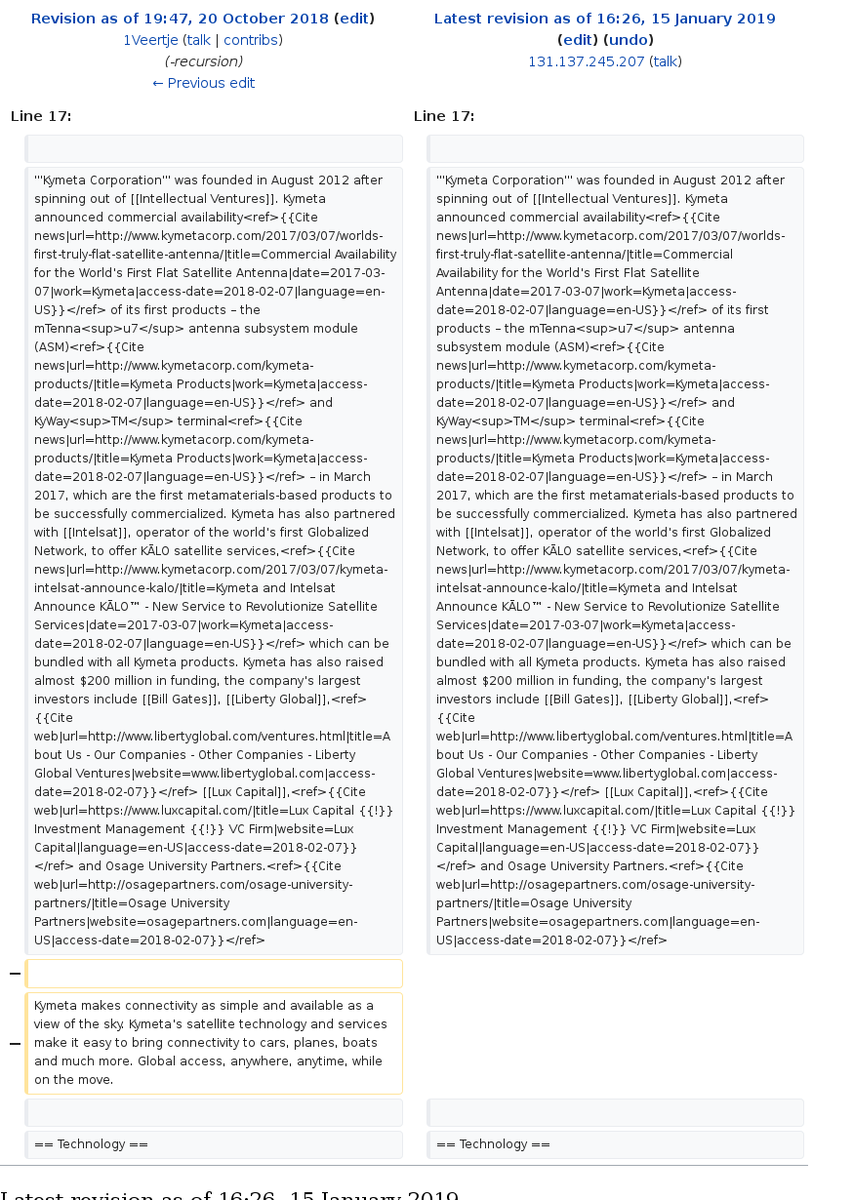 Revision as of 19:47, 20 October 2018 (edit)
1Veertje (talk | contribs)
(-recursion)
← Previous edit
Latest revision as of 16:26, 15 January 2019
(edit) (undo)
131.137.245.207 (talk)
Line 17:
Line 17:
'''Kymeta Corporation''' was founded in August 2012 after
spinning out of [[Intellectual Ventures]]. Kymeta
announced commercial availability<ref>{{Cite
news|url=http://www.kymetacorp.com/2017/03/07/worlds-
first-truly-flat-satellite-antenna/|title=Commercial Availability
for the World's First Flat Satellite Antenna|date=2017-03-
07|work=Kymeta|access-date=2018-02-07|language=en-
US}}</ref> of its first products – the
mTenna<sup>u7</sup> antenna subsystem module
(ASM)<ref>{{Cite
news|url=http://www.kymetacorp.com/kymeta-
products/|title=Kymeta Products|work=Kymeta|access-
date=2018-02-07|language=en-US}}</ref> and
KyWay<sup>TM</sup> terminal<ref>{{Cite
news|url=http://www.kymetacorp.com/kymeta-
products/|title=Kymeta Products|work=Kymeta|access-
date=2018-02-07|language=en-US}}</ref> – in March
2017, which are the first metamaterials-based products to
be successfully commercialized. Kymeta has also partnered
with [[Intelsat]], operator of the world's first Globalized
Network, to offer KĀLO satellite services,<ref>{{Cite
news|url=http://www.kymetacorp.com/2017/03/07/kymeta-
intelsat-announce-kalo/|title=Kymeta and Intelsat
Announce KĀLO™ - New Service to Revolutionize Satellite
Services|date=2017-03-07|work=Kymeta|access-
date=2018-02-07|language=en-US}}</ref> which can be
bundled with all Kymeta products. Kymeta has also raised
almost $200 million in funding, the company's largest
investors include [[Bill Gates]], [[Liberty Global]],<ref>
{{Cite
web|url=http://www.libertyglobal.com/ventures.html|title=A
bout Us - Our Companies - Other Companies - Liberty
Global Ventures|website=www.libertyglobal.com|access-
date=2018-02-07}}</ref> [[Lux Capital]],<ref>{{Cite
web|url=https://www.luxcapital.com/|title=Lux Capital {{!}}
Investment Management {{!}} VC Firm|website=Lux
Capital|language=en-US|access-date=2018-02-07}}
</ref> and Osage University Partners.<ref>{{Cite
web|url=http://osagepartners.com/osage-university-
partners/|title=Osage University
Partners|website=osagepartners.com|language=en-
US|access-date=2018-02-07}}</ref>
'''Kymeta Corporation''' was founded in August 2012 after
spinning out of [[Intellectual Ventures]]. Kymeta
announced commercial availability<ref>{{Cite
news|url=http://www.kymetacorp.com/2017/03/07/worlds-
first-truly-flat-satellite-antenna/|title=Commercial
Availability for the World's First Flat Satellite
Antenna|date=2017-03-07|work=Kymeta|access-
date=2018-02-07|language=en-US}}</ref> of its first
products – the mTenna<sup>u7</sup> antenna
subsystem module (ASM)<ref>{{Cite
news|url=http://www.kymetacorp.com/kymeta-
products/|title=Kymeta Products|work=Kymeta|access-
date=2018-02-07|language=en-US}}</ref> and
KyWay<sup>TM</sup> terminal<ref>{{Cite
news|url=http://www.kymetacorp.com/kymeta-
products/|title=Kymeta Products|work=Kymeta|access-
date=2018-02-07|language=en-US}}</ref> – in March
2017, which are the first metamaterials-based products to
be successfully commercialized. Kymeta has also partnered
with [[Intelsat]], operator of the world's first Globalized
Network, to offer KĀLO satellite services,<ref>{{Cite
news|url=http://www.kymetacorp.com/2017/03/07/kymeta-
intelsat-announce-kalo/|title=Kymeta and Intelsat
Announce KĀLO™ - New Service to Revolutionize Satellite
Services|date=2017-03-07|work=Kymeta|access-
date=2018-02-07|language=en-US}}</ref> which can be
bundled with all Kymeta products. Kymeta has also raised
almost $200 million in funding, the company's largest
investors include [[Bill Gates]], [[Liberty Global]],<ref>
{{Cite
web|url=http://www.libertyglobal.com/ventures.html|title=A
bout Us - Our Companies - Other Companies - Liberty
Global Ventures|website=www.libertyglobal.com|access-
date=2018-02-07}}</ref> [[Lux Capital]],<ref>{{Cite
web|url=https://www.luxcapital.com/|title=Lux Capital {{!}}
Investment Management {{!}} VC Firm|website=Lux
Capital|language=en-US|access-date=2018-02-07}}
</ref> and Osage University Partners.<ref>{{Cite
web|url=http://osagepartners.com/osage-university-
partners/|title=Osage University
Partners|website=osagepartners.com|language=en-
US|access-date=2018-02-07}}</ref>
−
−
Kymeta makes connectivity as simple and available as a
view of the sky. Kymeta's satellite technology and services
make it easy to bring connectivity to cars, planes, boats
and much more. Global access, anywhere, anytime, while
on the move.
== Technology ==
== Technology ==
Latest revision as of 16:26, 15 January 2019